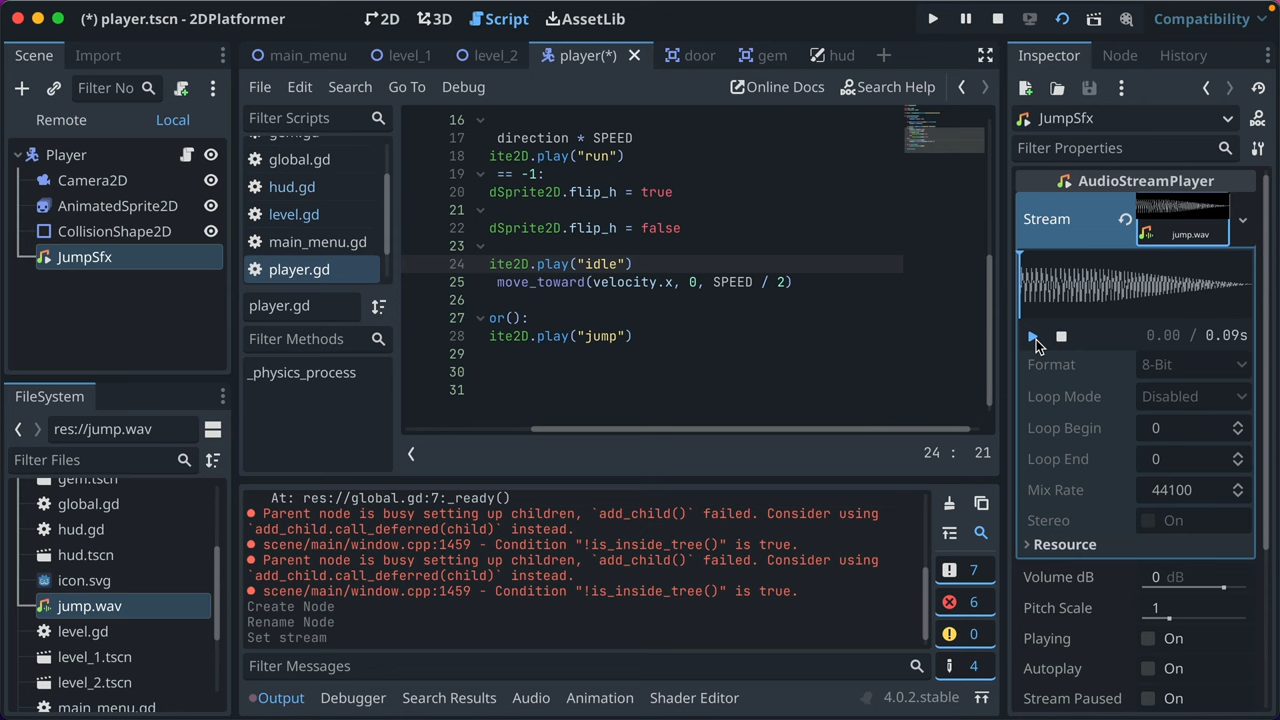 (*) player.tscn - 2DPlatformer
2D
3D
Script
AssetLib
Compatibility
Scene
Import
Filter No
Remote
Local
Player
Camera2D
AnimatedSprite2D
CollisionShape2D
JumpSfx
FileSystem
res://jump.wav
Filter Files
gem.tscn
global.gd
hud.gd
hud.tscn
icon.svg
jump.wav
level.gd
level_1.tscn
level_2.tscn
main_menu.gd
main_menu
level_1
level_2
player(*)
door
gem
hud
File
Edit
Search
Go To
Debug
Online Docs
Search Help
Filter Scripts
gem.gd
global.gd
hud.gd
level.gd
main_menu.gd
player.gd
player.gd
Filter Methods
_physics_process
16
17 direction * SPEED
18 ite2D.play("run")
19 == -1:
20 dSprite2D.flip_h = true
21
22 dSprite2D.flip_h = false
23
24 ite2D.play("idle")
25 move_toward(velocity.x, 0, SPEED / 2)
26
27 or():
28 ite2D.play("jump")
29
30
31
24 : 21
At: res://global.gd:7:_ready()
Parent node is busy setting up children, `add_child()` failed. Consider using
`add_child.call_deferred(child)` instead.
scene/main/window.cpp:1459 - Condition "!is_inside_tree()" is true.
Parent node is busy setting up children, `add_child()` failed. Consider using
`add_child.call_deferred(child)` instead.
scene/main/window.cpp:1459 - Condition "!is_inside_tree()" is true.
Create Node
Rename Node
Set stream
7
6
0
4
Filter Messages
Output
Debugger
Search Results
Audio
Animation
Shader Editor
4.0.2.stable
Inspector
Node
History
JumpSfx
Filter Properties
AudioStreamPlayer
Stream
jump.wav
0.00 / 0.09s
Format
8-Bit
Loop Mode
Disabled
Loop Begin
0
Loop End
0
Mix Rate
44100
Stereo
On
Resource
Volume dB
0 dB
Pitch Scale
1
Playing
On
Autoplay
On
Stream Paused
On